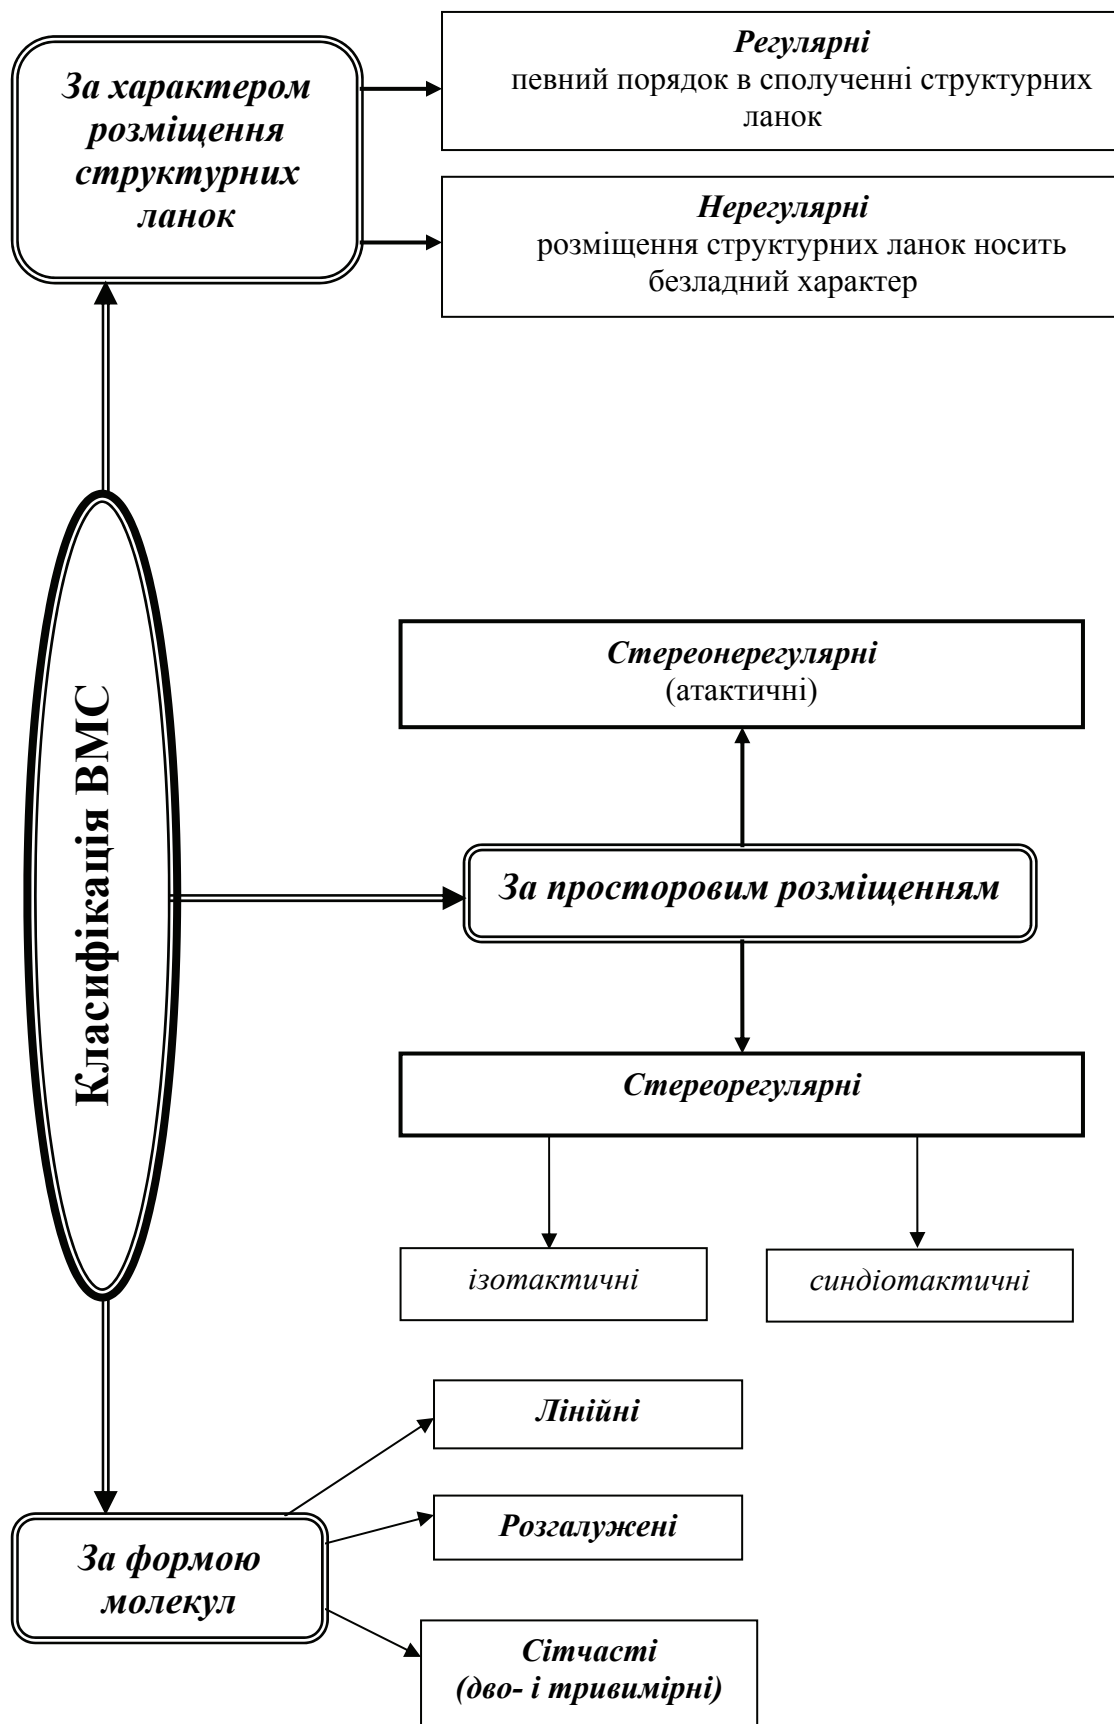 За характером
розміщення
структурних
ланок
Регулярні
певний порядок в сполученні структурних
ланок
Нерегулярні
розміщення структурних ланок носить
безладний характер
Класифікація ВМС
Стереонерегулярні
(атактичні)
За просторовим розміщенням
Стереорегулярні
ізотактичні
синдіотактичні
За формою
молекул
Лінійні
Розгалужені
Сітчасті
(дво- і тривимірні)